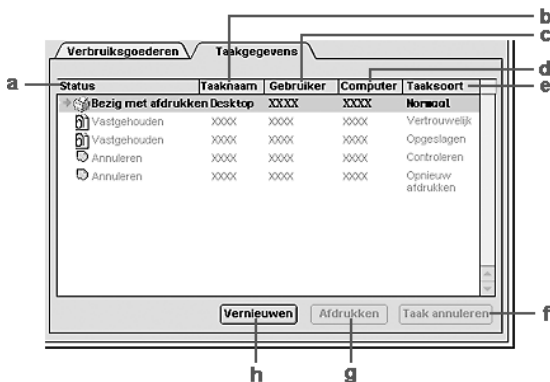 b
c
Verbruiksgoederen Taakgegevens
d
a Status Taaknaam Gebruiker Computer Taaksoort e
Bezig met afdrukken Desktop XXXX XXXX Normaal
Vastgehouden XXXX XXXX XXXX Vertrouwelijk
Vastgehouden XXXX XXXX XXXX Opgeslagen
Annuleren XXXX XXXX XXXX Controleren
Annuleren XXXX XXXX XXXX Opnieuw
afdrukken
Vernieuwen Afdrukken Taak annuleren f
h g